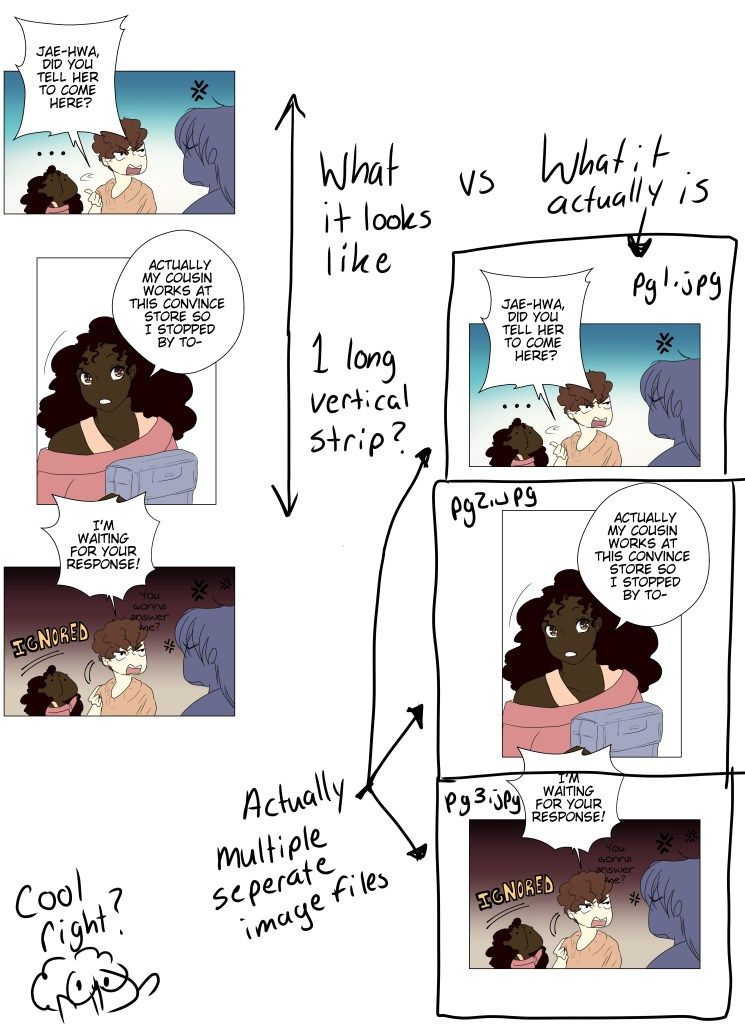 JAE-HWA,
DID YOU
TELL HER
TO COME
HERE?
...
ACTUALLY
MY COUSIN
WORKS AT
THIS CONVINCE
STORE SO
I STOPPED
BY TO-
I'M
WAITING
FOR YOUR
RESPONSE!
You
Gonna
answer
me?
IGNORED
What
it looks
like
vs
What it
actually is
1 long
vertical
strip?
pg1.jpg
JAE-HWA,
DID YOU
TELL HER
TO COME
HERE?
...
pg2.jpg
ACTUALLY
MY COUSIN
WORKS AT
THIS CONVINCE
STORE SO
I STOPPED
BY TO-
pg3.jpg
I'M
WAITING
FOR YOUR
RESPONSE!
You
Gonna
answer
me?
IGNORED
Actually
multiple
seperate
image files
Cool
right?